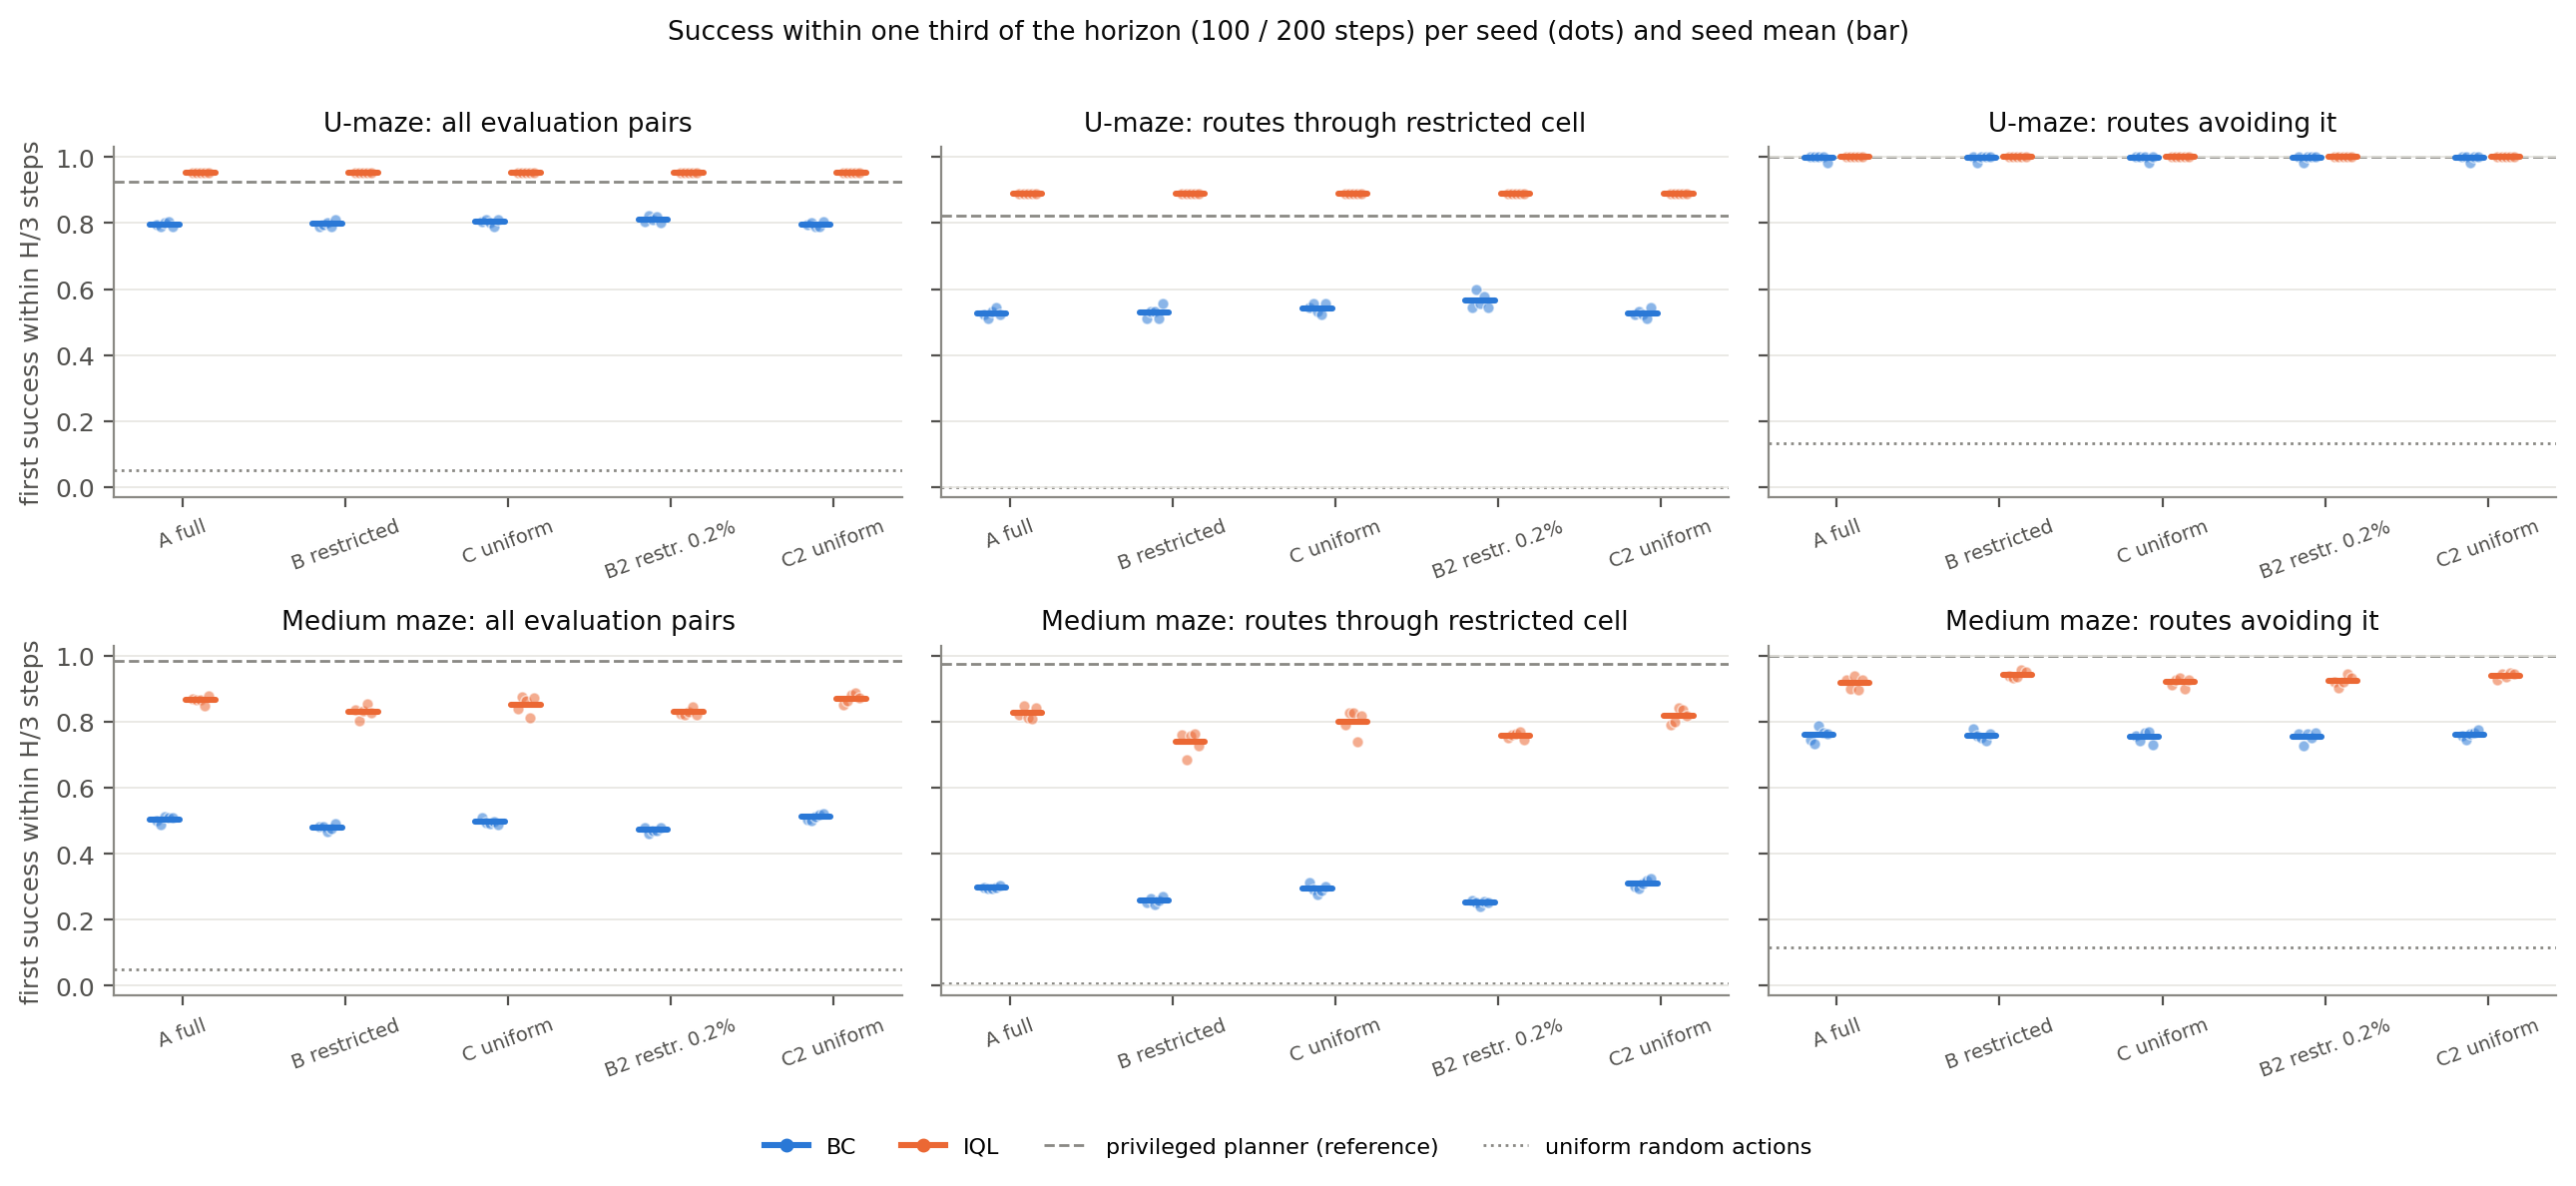 Success within one third of the horizon (100 / 200 steps) per seed (dots) and seed mean (bar)
U-maze: all evaluation pairs
U-maze: routes through restricted cell
U-maze: routes avoiding it
first success within H/3 steps
1.0
0.8
0.6
0.4
0.2
0.0
A full
B restricted
C uniform
B2 restr. 0.2%
C2 uniform
A full
B restricted
C uniform
B2 restr. 0.2%
C2 uniform
A full
B restricted
C uniform
B2 restr. 0.2%
C2 uniform
Medium maze: all evaluation pairs
Medium maze: routes through restricted cell
Medium maze: routes avoiding it
first success within H/3 steps
1.0
0.8
0.6
0.4
0.2
0.0
A full
B restricted
C uniform
B2 restr. 0.2%
C2 uniform
A full
B restricted
C uniform
B2 restr. 0.2%
C2 uniform
A full
B restricted
C uniform
B2 restr. 0.2%
C2 uniform
BC
IQL
privileged planner (reference)
uniform random actions